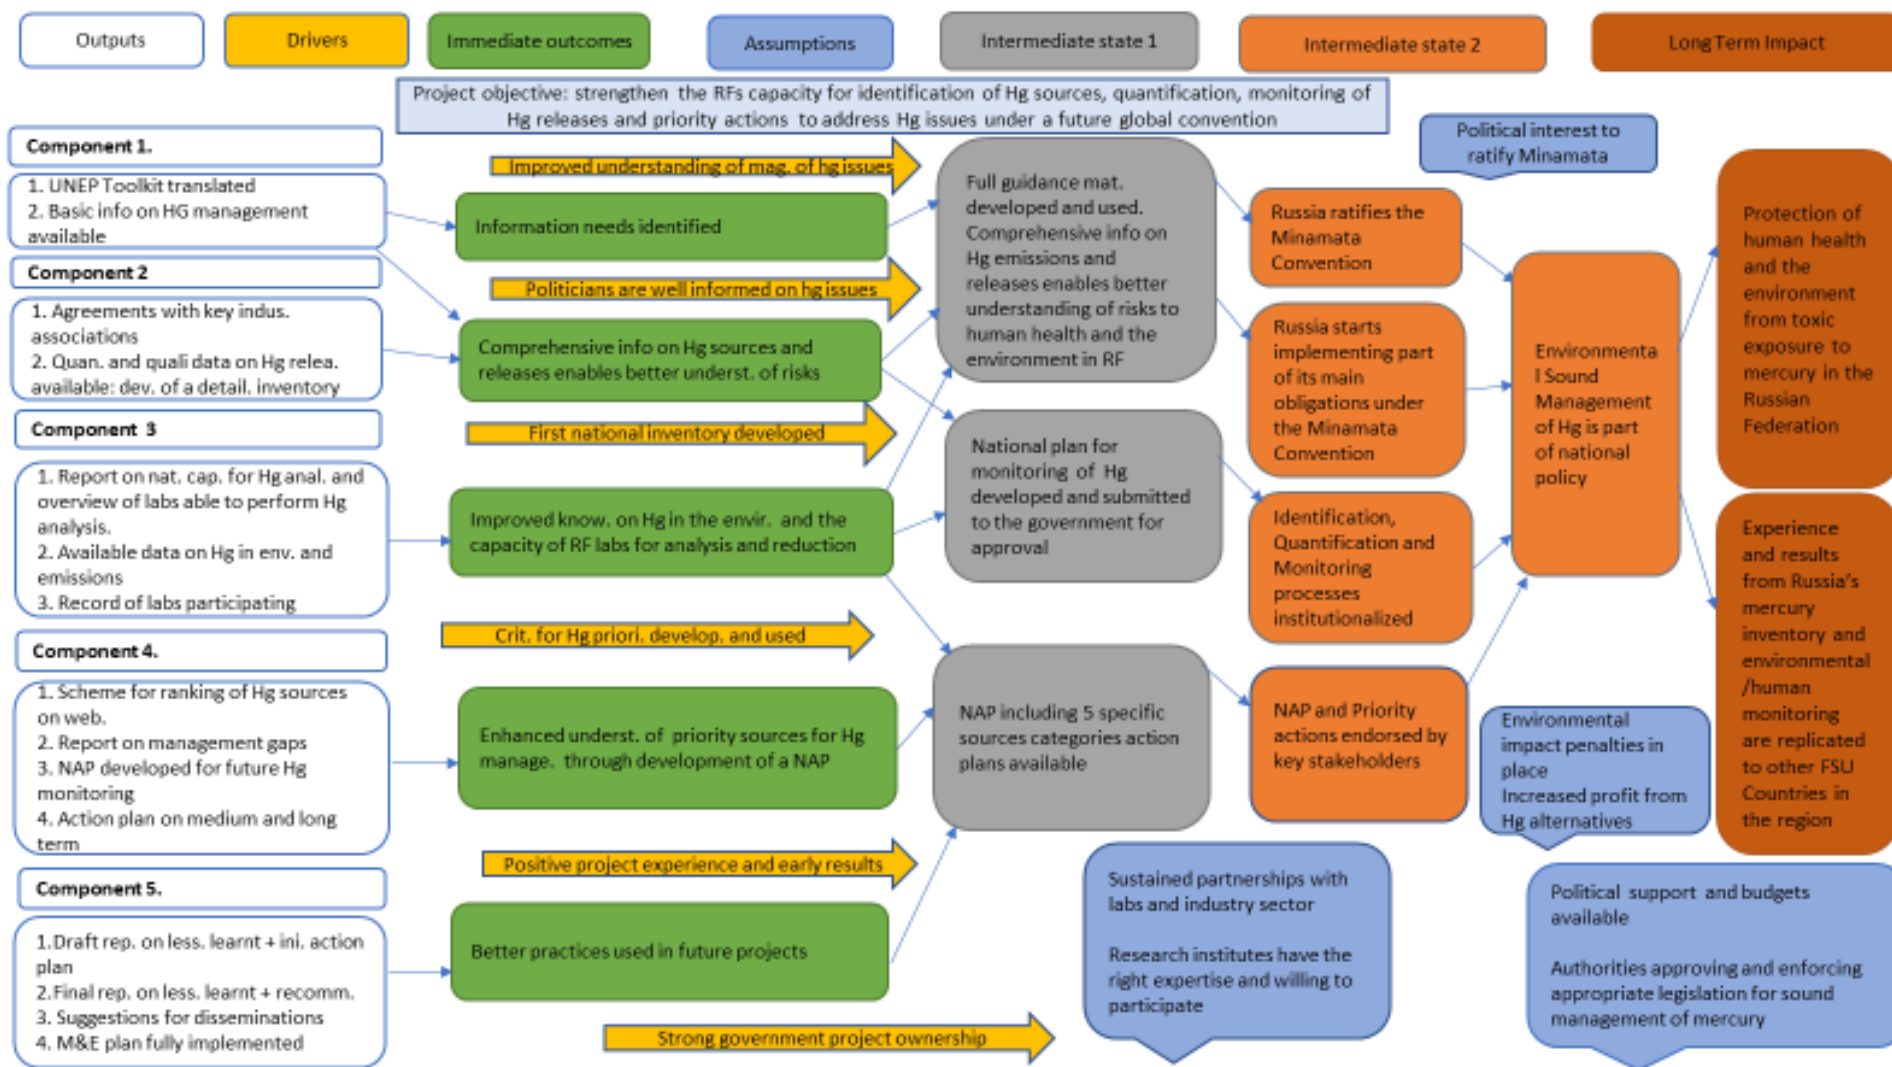 Outputs
Drivers
Immediate outcomes
Assumptions
Intermediate state 1
Intermediate state 2
Long Term Impact
Project objective: strengthen the RFs capacity for identification of Hg sources, quantification, monitoring of
Hg releases and priority actions to address Hg issues under a future global convention
Component 1.
1. UNEP Toolkit translated
2. Basic info on HG management
available
Component 2
1. Agreements with key indus.
associations
2. Quan. and quali data on Hg relea.
available: dev. of a detail. inventory
Component 3
1. Report on nat. cap. for Hg anal. and
overview of labs able to perform Hg
analysis.
2. Available data on Hg in env. and
emissions
3. Record of labs participating
Component 4.
1. Scheme for ranking of Hg sources
on web.
2. Report on management gaps
3. NAP developed for future Hg
monitoring
4. Action plan on medium and long
term
Component 5.
1.Draft rep. on less. learnt + ini. action
plan
2.Final rep. on less. learnt + recomm.
3. Suggestions for disseminations
4. M&E plan fully implemented
Improved understanding of mag. of hg issues
Information needs identified
Politicians are well informed on hg issues
Comprehensive info on Hg sources and
releases enables better underst. of risks
First national inventory developed
Improved know. on Hg in the envir. and the
capacity of RF labs for analysis and reduction
Crit. for Hg priori. develop. and used
Enhanced underst. of priority sources for Hg
manage. through development of a NAP
Positive project experience and early results
Better practices used in future projects
Strong government project ownership
Full guidance mat.
developed and used.
Comprehensive info on
Hg emissions and
releases enables better
understanding of risks to
human health and the
environment in RF
National plan for
monitoring of Hg
developed and submitted
to the government for
approval
NAP including 5 specific
sources categories action
plans available
Sustained partnerships with
labs and industry sector
Research institutes have the
right expertise and willing to
participate
Political interest to
ratify Minamata
Russia ratifies the
Minamata
Convention
Russia starts
implementing part
of its main
obligations under
the Minamata
Convention
Identification,
Quantification and
Monitoring
processes
institutionalized
NAP and Priority
actions endorsed by
key stakeholders
Environmenta
l Sound
Management
of Hg is part
of national
policy
Environmental
impact penalties in
place
Increased profit from
Hg alternatives
Political support and budgets
available
Authorities approving and enforcing
appropriate legislation for sound
management of mercury
Protection of
human health
and the
environment
from toxic
exposure to
mercury in the
Russian
Federation
Experience
and results
from Russia's
mercury
inventory and
environmental
/human
monitoring
are replicated
to other FSU
Countries in
the region